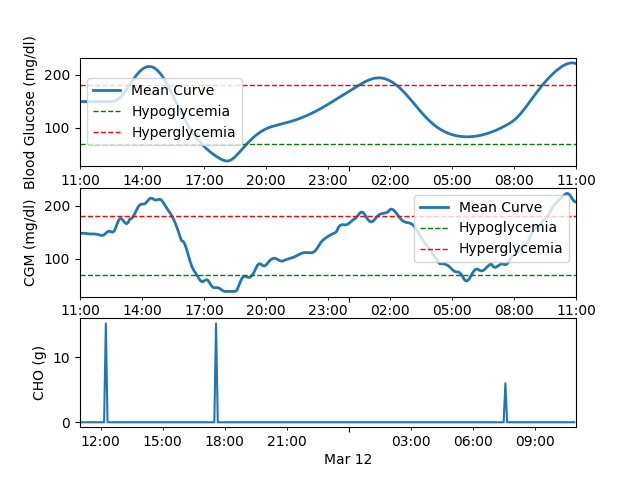 Blood Glucose (mg/dl)
200
100
Mean Curve
Hypoglycemia
Hyperglycemia
11:00 14:00 17:00 20:00 23:00 02:00 05:00 08:00 11:00
CGM (mg/dl)
200
100
Mean Curve
Hypoglycemia
Hyperglycemia
11:00 14:00 17:00 20:00 23:00 02:00 05:00 08:00 11:00
CHO (g)
10
0
12:00 15:00 18:00 21:00 03:00 06:00 09:00
Mar 12